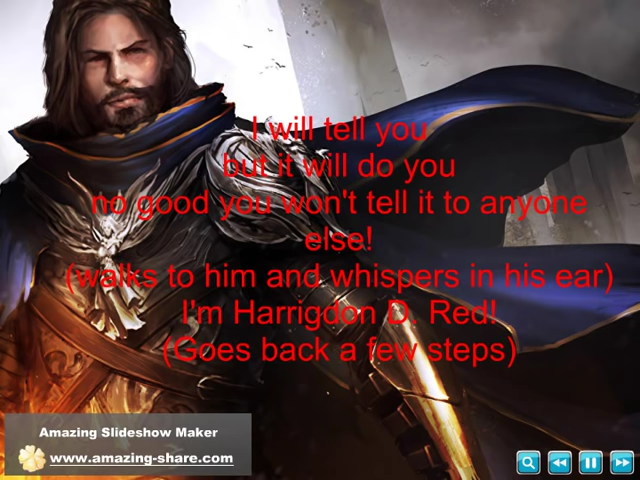 I will tell you
but it will do you
no good you won't tell it to anyone
else!
(walks to him and whispers in his ear)
I'm Harrigdon D. Red!
(Goes back a few steps)
Amazing Slideshow Maker
www.amazing-share.com